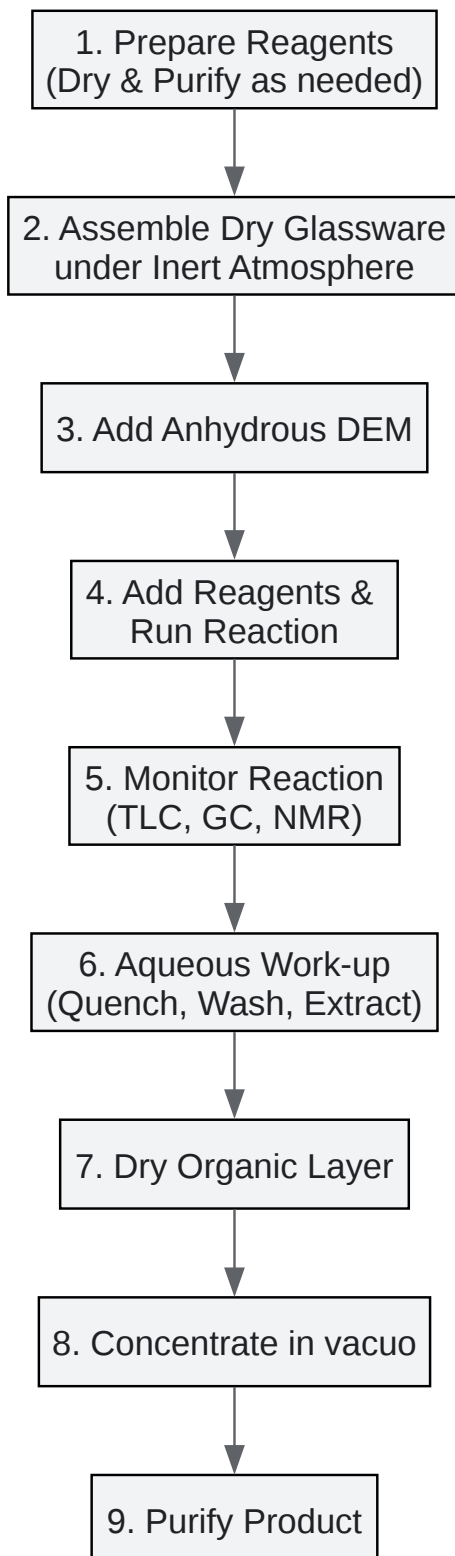 1. Prepare Reagents
(Dry & Purify as needed)
2. Assemble Dry Glassware
under Inert Atmosphere
3. Add Anhydrous DEM
4. Add Reagents &
Run Reaction
5. Monitor Reaction
(TLC, GC, NMR)
6. Aqueous Work-up
(Quench, Wash, Extract)
7. Dry Organic Layer
8. Concentrate in vacuo
9. Purify Product